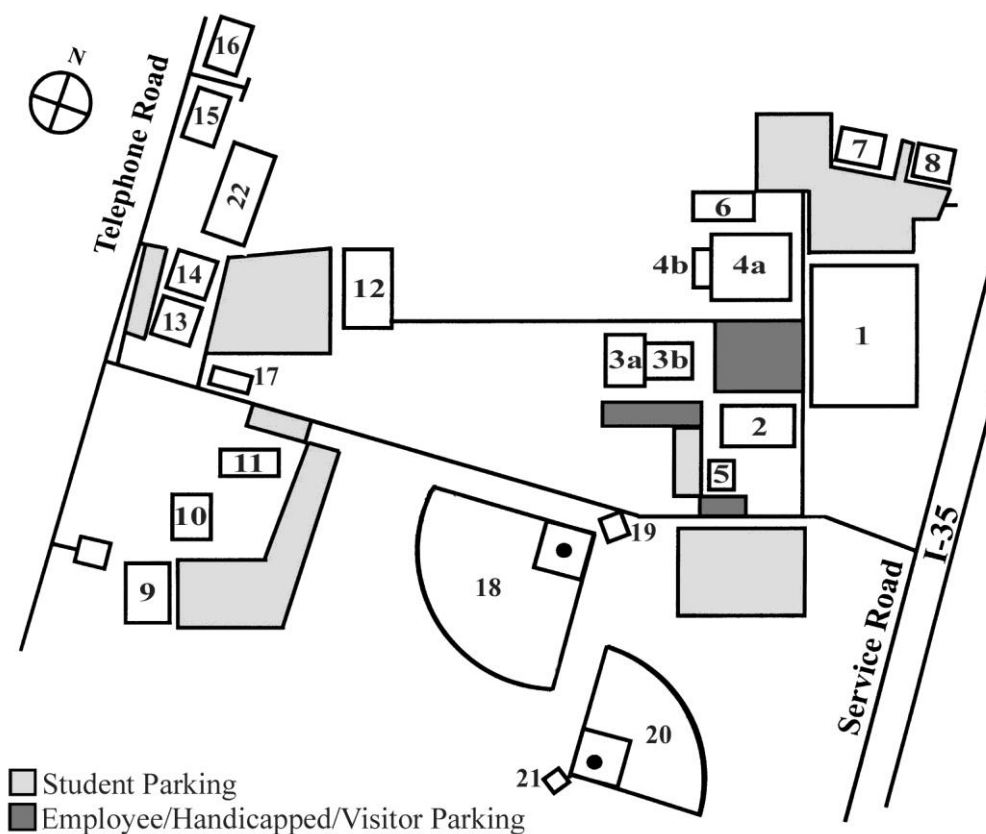 16
N
15
7
8
Telephone Road
22
6
4b
4a
14
12
13
1
3a
3b
17
2
11
5
10
19
I-35
18
9
Service Road
20
21
Student Parking
Employee/Handicapped/Visitor Parking